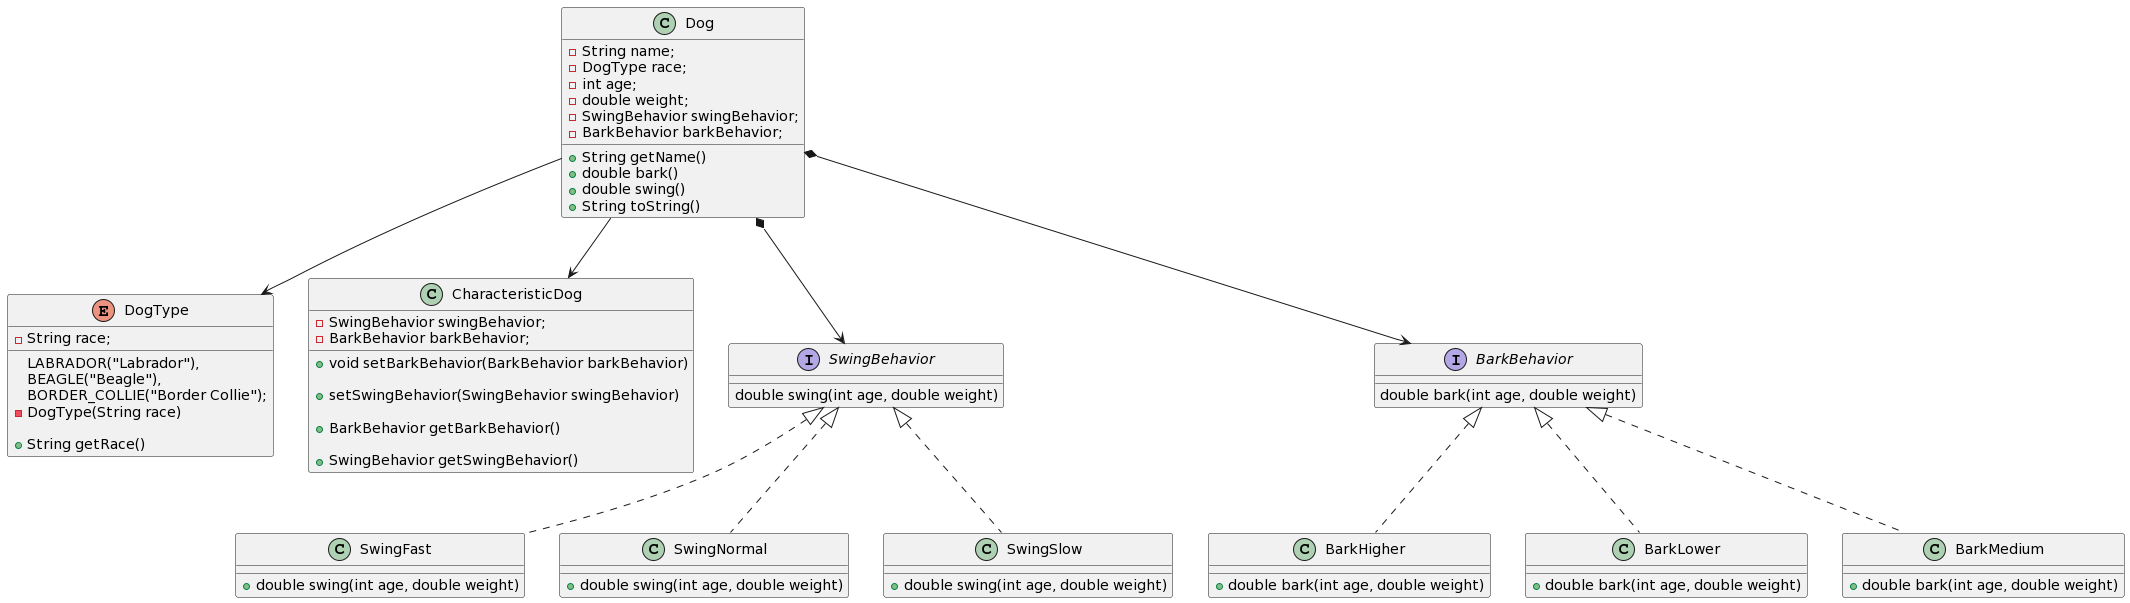 C Dog
String name;
DogType race;
int age;
double weight;
SwingBehavior swingBehavior;
BarkBehavior barkBehavior;
String getName()
double bark()
double swing()
String toString()
E DogType
String race;
LABRADOR("Labrador"),
BEAGLE("Beagle"),
BORDER_COLLIE("Border Collie");
DogType(String race)
String getRace()
C CharacteristicDog
SwingBehavior swingBehavior;
BarkBehavior barkBehavior;
void setBarkBehavior(BarkBehavior barkBehavior)
setSwingBehavior(SwingBehavior swingBehavior)
BarkBehavior getBarkBehavior()
SwingBehavior getSwingBehavior()
I SwingBehavior
double swing(int age, double weight)
I BarkBehavior
double bark(int age, double weight)
C SwingFast
double swing(int age, double weight)
C SwingNormal
double swing(int age, double weight)
C SwingSlow
double swing(int age, double weight)
C BarkHigher
double bark(int age, double weight)
C BarkLower
double bark(int age, double weight)
C BarkMedium
double bark(int age, double weight)